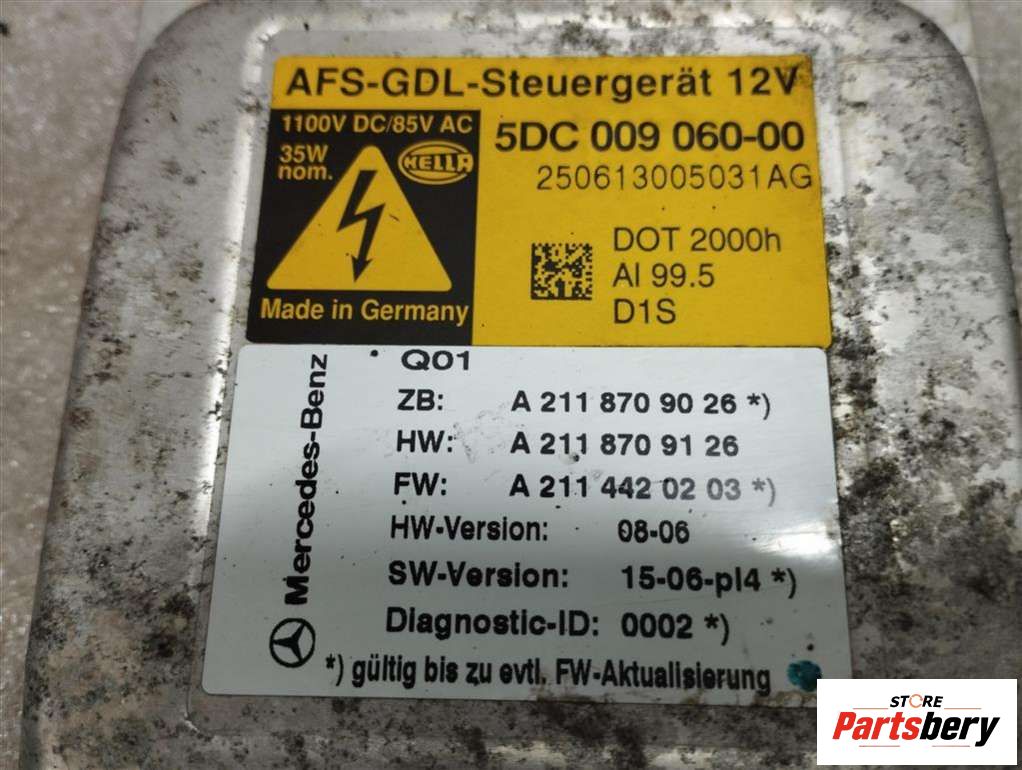 AFS-GDL-Steuergerät 12V
1100V DC/85V AC
35W
nom.
HELLA
Made in Germany
5DC 009 060-00
250613005031AG
DOT 2000h
AI 99.5
D1S
Mercedes-Benz
Q01
ZB: A 211 870 90 26 *)
HW: A 211 870 91 26
FW: A 211 442 02 03 *)
HW-Version: 08-06
SW-Version: 15-06-pl4 *)
Diagnostic-ID: 0002 *)
*) gültig bis zu evtl. FW-Aktualisierung
STORE
Partsbery